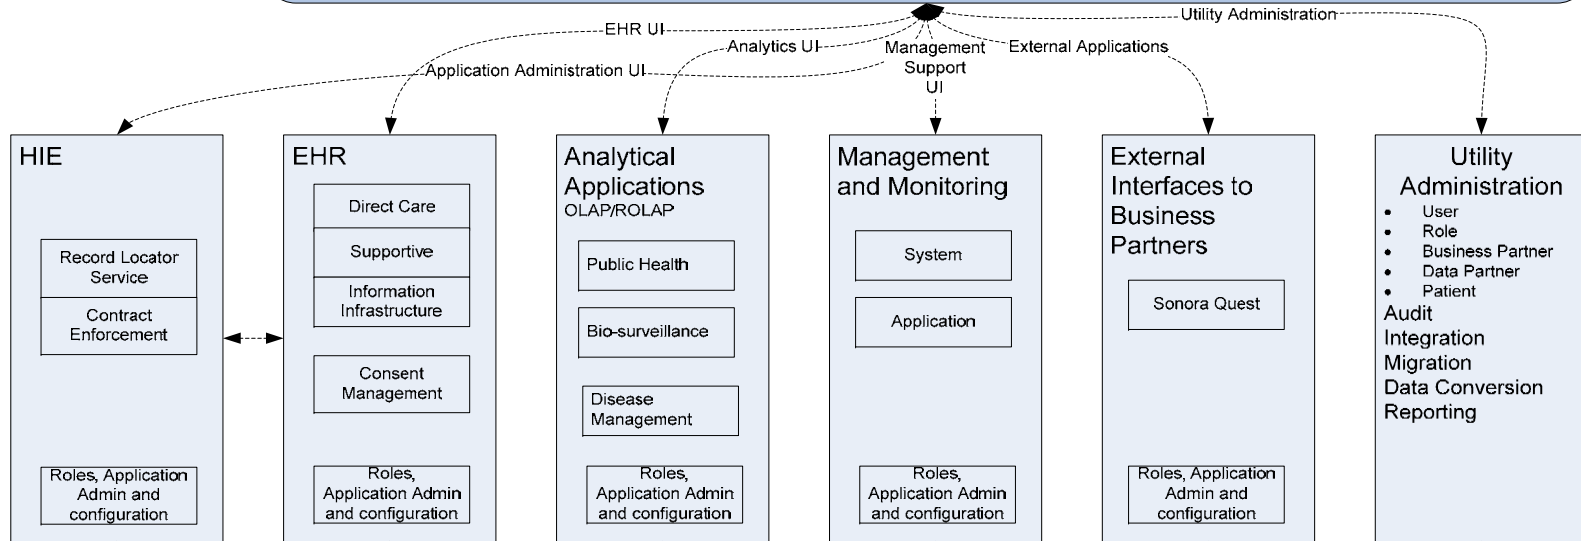 Utility Administration
EHR UI
Analytics UI
Management
Support
UI
External Applications
Application Administration UI
HIE
Record Locator
Service
Contract
Enforcement
Roles, Application
Admin and
configuration
EHR
Direct Care
Supportive
Information
Infrastructure
Consent
Management
Roles,
Application Admin
and configuration
Analytical
Applications
OLAP/ROLAP
Public Health
Bio-surveillance
Disease
Management
Roles,
Application Admin
and configuration
Management
and Monitoring
System
Application
Roles,
Application Admin
and configuration
External
Interfaces to
Business
Partners
Sonora Quest
Roles, Application
Admin and
configuration
Utility
Administration
• User
• Role
• Business Partner
• Data Partner
• Patient
Audit
Integration
Migration
Data Conversion
Reporting